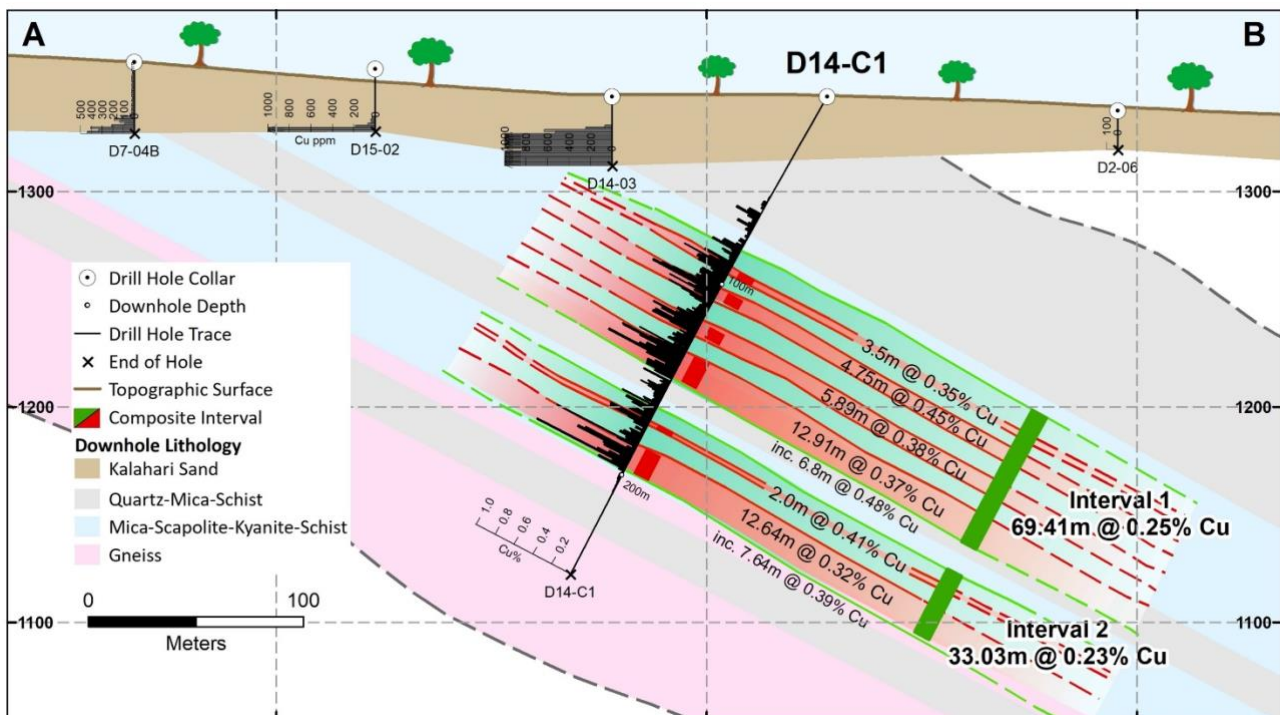 A
B
D14-C1
500
400
300
200
100
0
D7-04B
1000
800
600
400
200
0
Cu ppm
D15-02
1000
800
600
400
200
0
D14-03
100
0
D2-06
1300
1300
1200
1200
1100
1100
Drill Hole Collar
Downhole Depth
Drill Hole Trace
End of Hole
Topographic Surface
Composite Interval
Downhole Lithology
Kalahari Sand
Quartz-Mica-Schist
Mica-Scapolite-Kyanite-Schist
Gneiss
0 100
Meters
100m
3.5m @ 0.35% Cu
4.75m @ 0.45% Cu
5.89m @ 0.38% Cu
12.91m @ 0.37% Cu
inc. 6.8m @ 0.48% Cu
Interval 1
69.41m @ 0.25% Cu
200m
2.0m @ 0.41% Cu
12.64m @ 0.32% Cu
inc. 7.64m @ 0.39% Cu
Interval 2
33.03m @ 0.23% Cu
1.0
0.8
0.6
0.4
0.2
Cu%
D14-C1